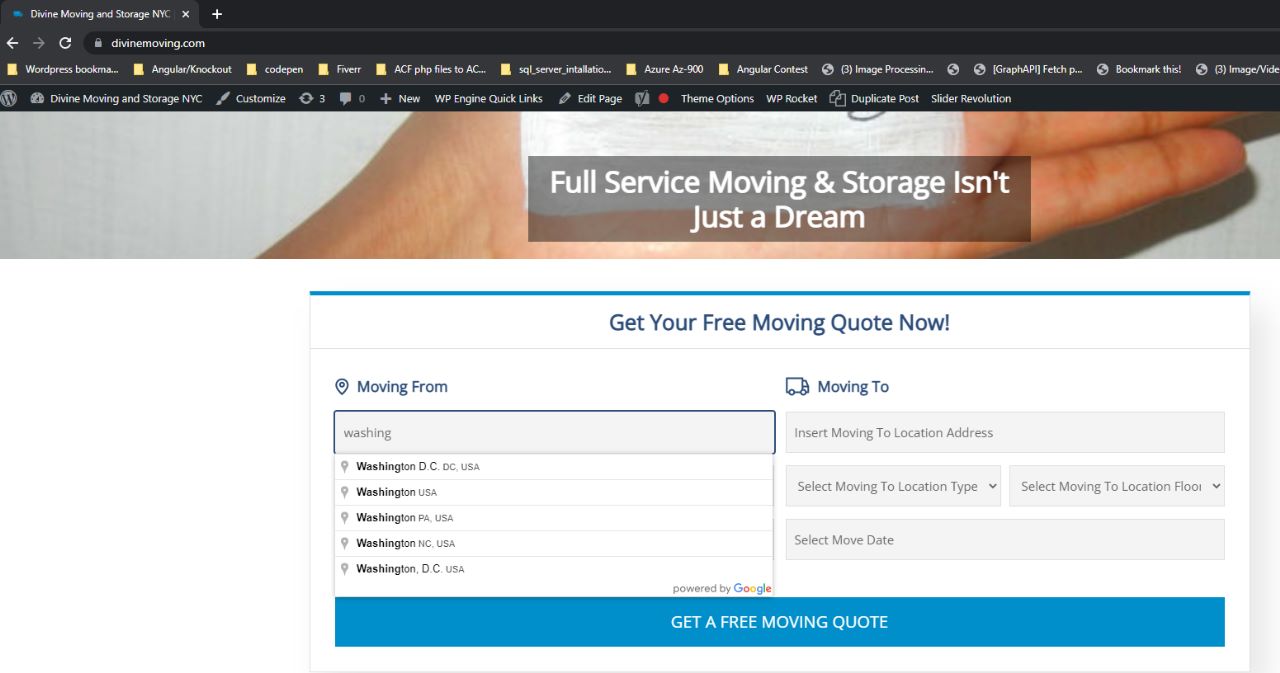 Divine Moving and Storage NYC
divinemoving.com
Wordpress bookma... Angular/Knockout codepen Fiverr ACF php files to AC... sql_server_intallatio... Azure Az-900 Angular Contest (3) Image Processin... [GraphAPI] Fetch p... Bookmark this! (3) Image/Vide
Divine Moving and Storage NYC Customize 3 0 New WP Engine Quick Links Edit Page Theme Options WP Rocket Duplicate Post Slider Revolution
Full Service Moving & Storage Isn't
Just a Dream
Get Your Free Moving Quote Now!
Moving From Moving To
washing Insert Moving To Location Address
Washington D.C. DC, USA
Washington USA Select Moving To Location Type Select Moving To Location Floor
Washington PA, USA
Washington NC, USA Select Move Date
Washington, D.C. USA
powered by Google
GET A FREE MOVING QUOTE